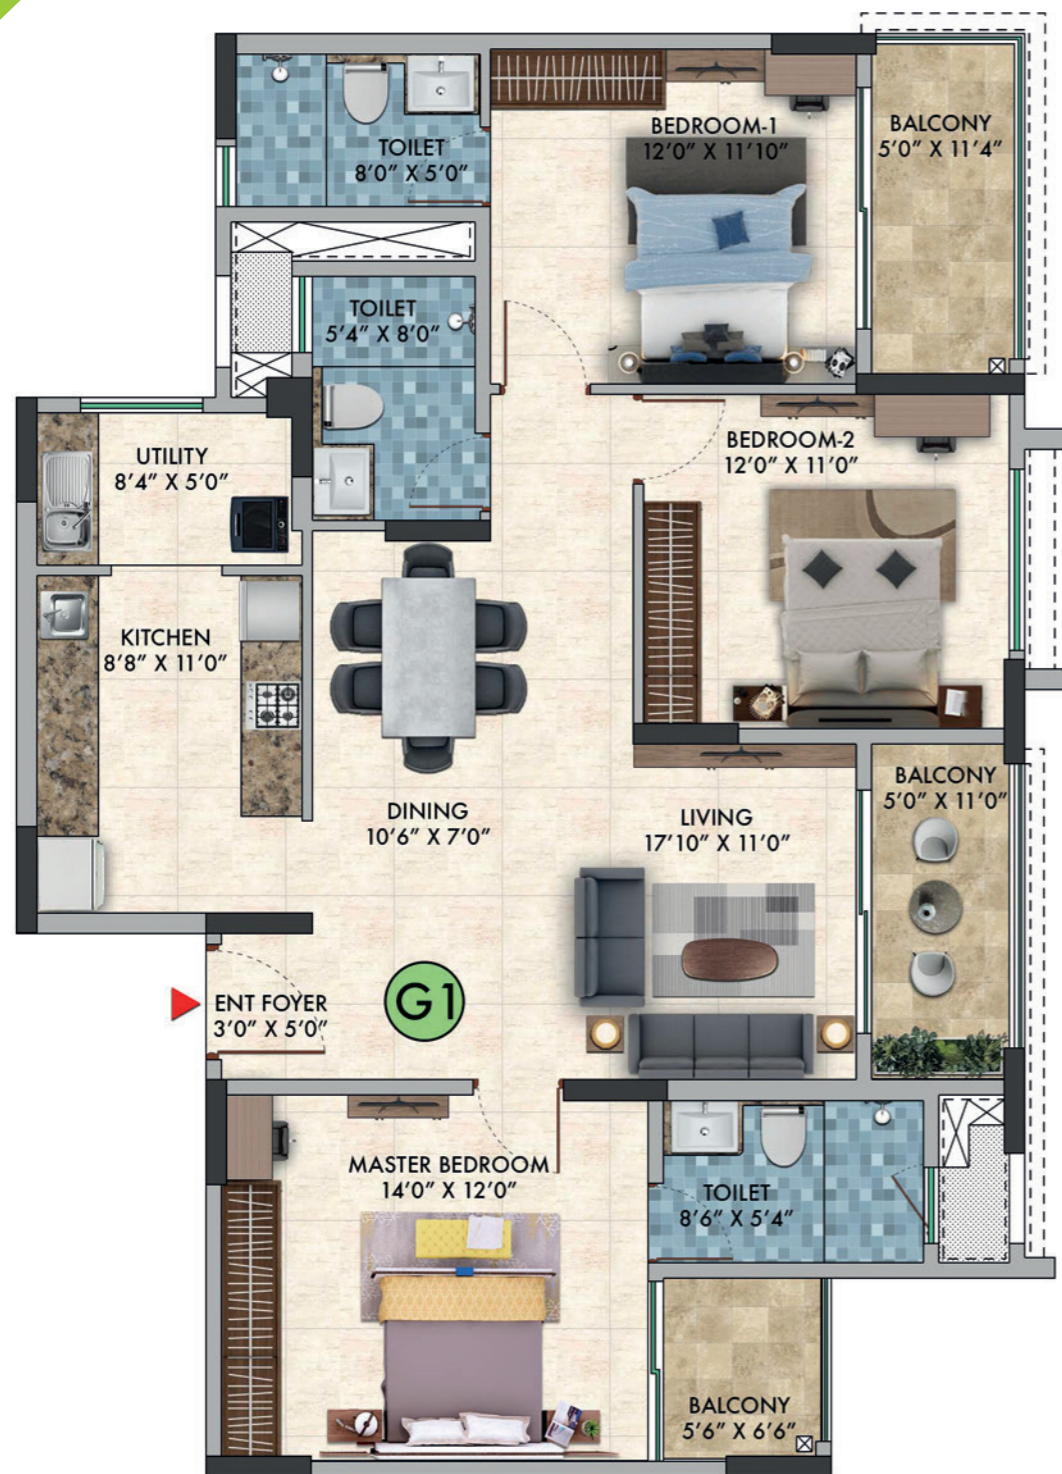 TOILET
8'0" X 5'0"
BEDROOM-1
12'0" X 11'10"
BALCONY
5'0" X 11'4"
TOILET
5'4" X 8'0"
UTILITY
8'4" X 5'0"
BEDROOM-2
12'0" X 11'0"
KITCHEN
8'8" X 11'0"
DINING
10'6" X 7'0"
LIVING
17'10" X 11'0"
BALCONY
5'0" X 11'0"
ENT FOYER
3'0" X 5'0"
G1
MASTER BEDROOM
14'0" X 12'0"
TOILET
8'6" X 5'4"
BALCONY
5'6" X 6'6"